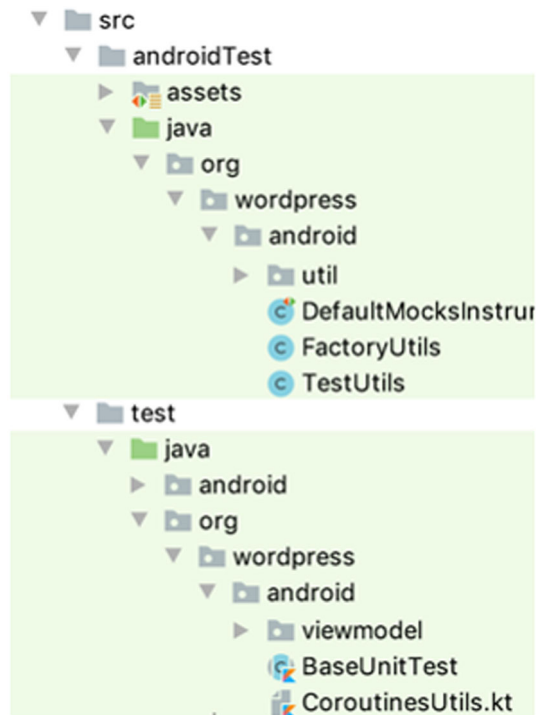 src
androidTest
assets
java
org
wordpress
android
util
DefaultMocksInstrur
FactoryUtils
TestUtils
test
java
android
org
wordpress
android
viewmodel
BaseUnitTest
CoroutinesUtils.kt